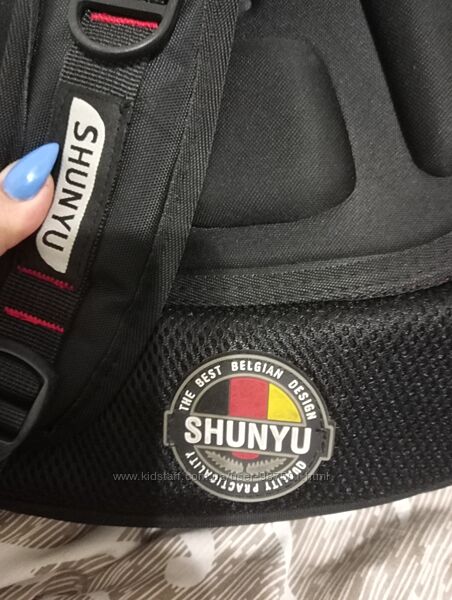 SHUNYU
THE BEST BELGIAN DESIGN
SHUNYU
QUALITY PRACTICALITY